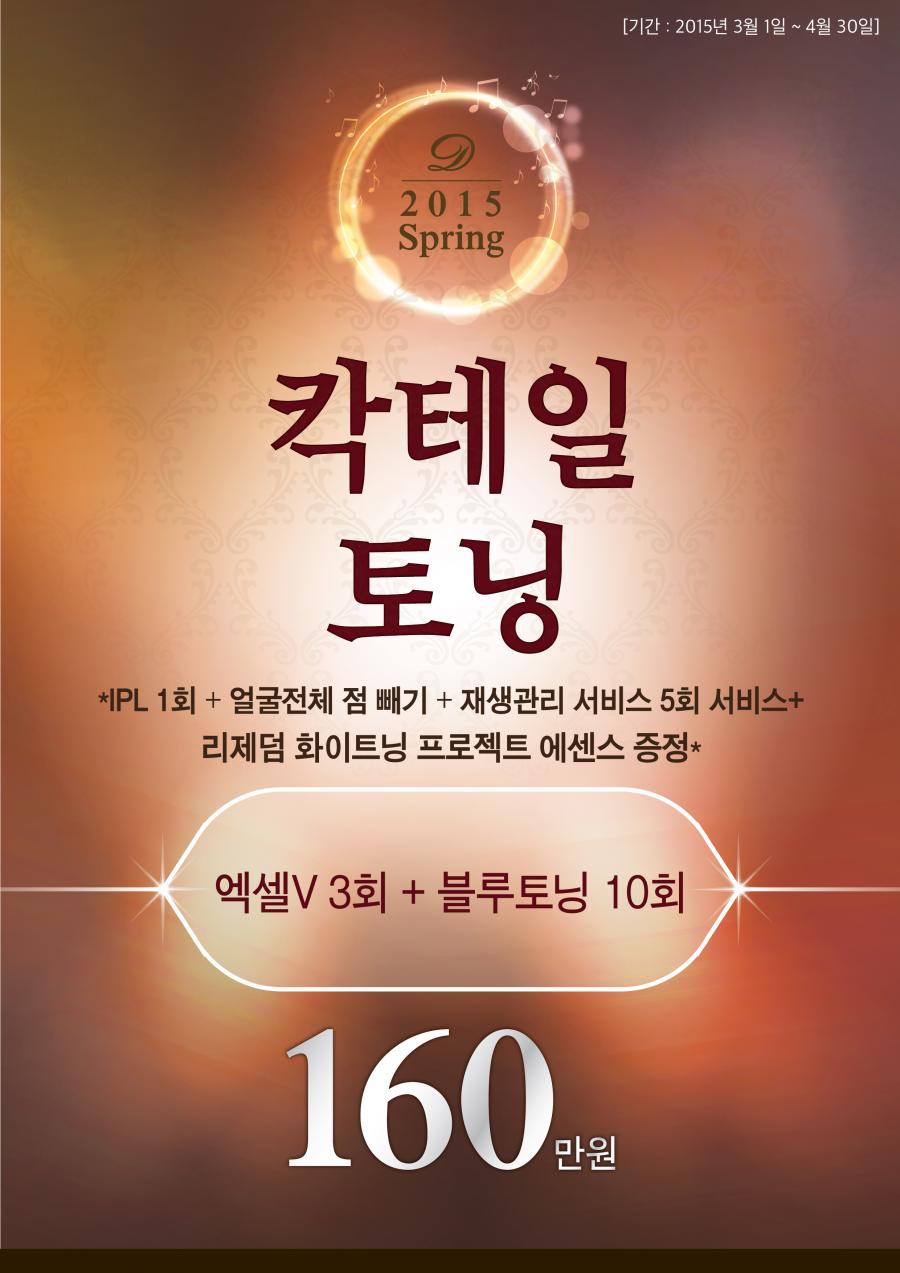 [기간 : 2015년 3월 1일 ~ 4월 30일]
D
2015
Spring
칵테일
토닝
*IPL 1회 + 얼굴전체 점 빼기 + 재생관리 서비스 5회 서비스+
리제덤 화이트닝 프로젝트 에센스 증정*
엑셀V 3회 + 블루토닝 10회
160만원